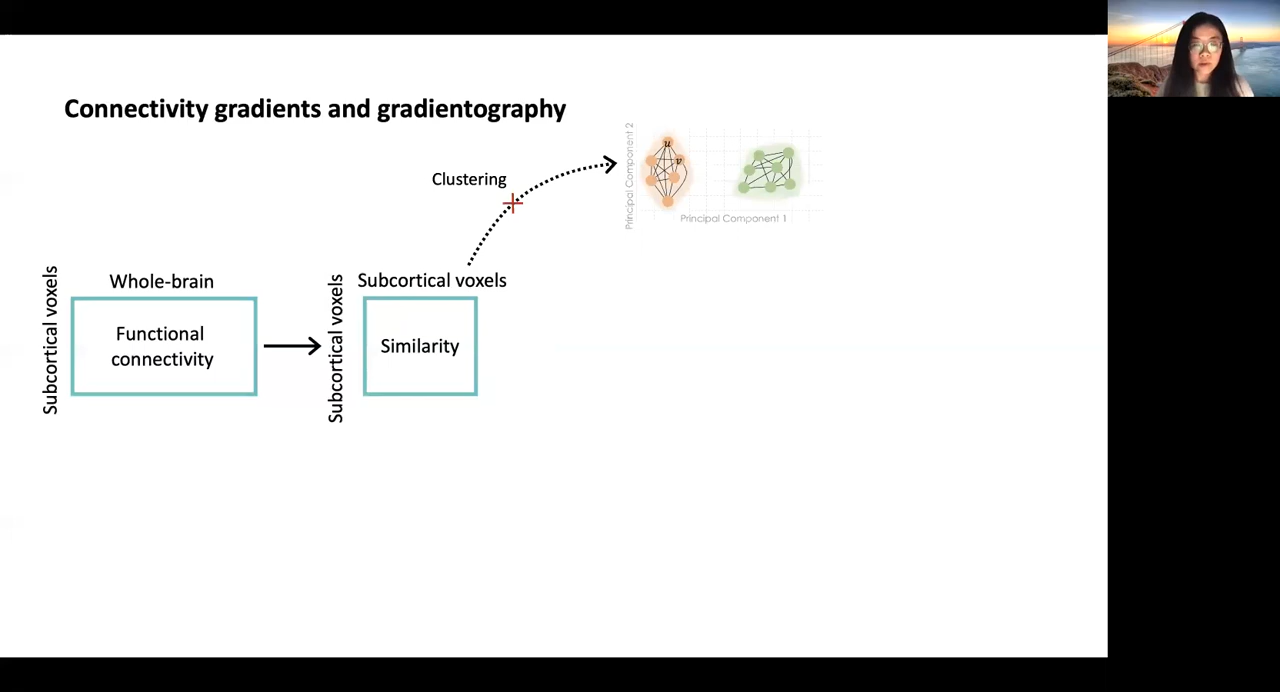 Connectivity gradients and gradientography
Clustering
Principal Component 2
u
v
Principal Component 1
Whole-brain
Subcortical voxels
Functional
connectivity
Subcortical voxels
Subcortical voxels
Similarity